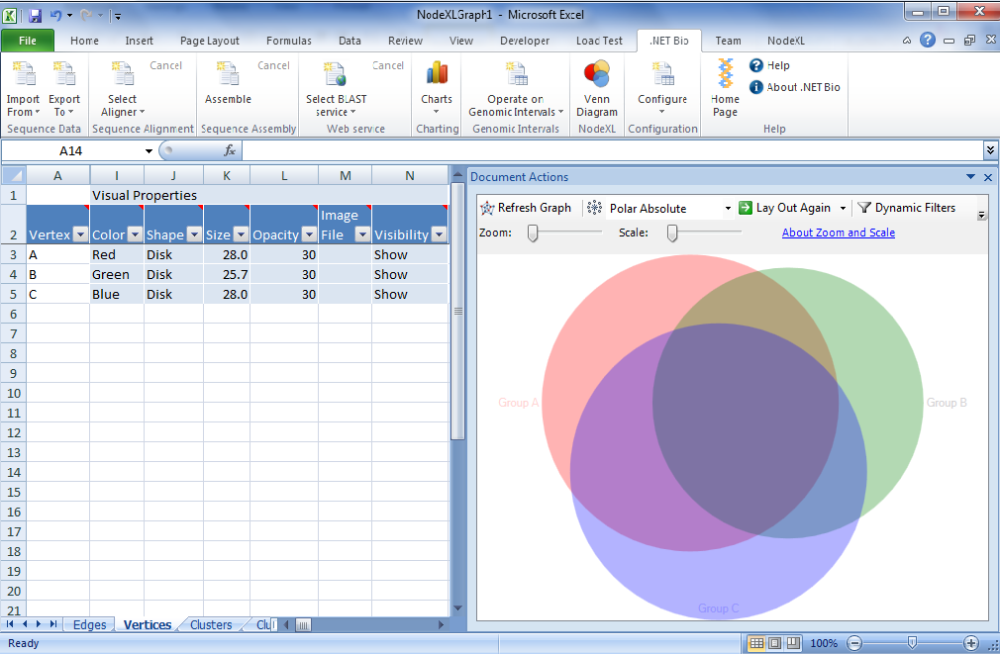 NodeXLGraph1 - Microsoft Excel
File Home Insert Page Layout Formulas Data Review View Developer Load Test .NET Bio Team NodeXL
Import From Export To Select Aligner Cancel Assemble Cancel Select BLAST service Cancel Charts Operate on Genomic Intervals Venn Diagram Configure Home Page Help About .NET Bio
Sequence Data Sequence Alignment Sequence Assembly Web service Charting Genomic Intervals NodeXL Configuration Help
A14 fx
A I J K L M N
Document Actions
1 Visual Properties
Refresh Graph Polar Absolute Lay Out Again Dynamic Filters
2 Vertex Color Shape Size Opacity Image File Visibility
Zoom: Scale: About Zoom and Scale
3 A Red Disk 28.0 30 Show
4 B Green Disk 25.7 30 Show
5 C Blue Disk 28.0 30 Show
6
7
8
9
10
Group A Group B
11
12
13
14
15
16
17
18
19
20
Group C
21
Edges Vertices Clusters Clu
Ready 100%